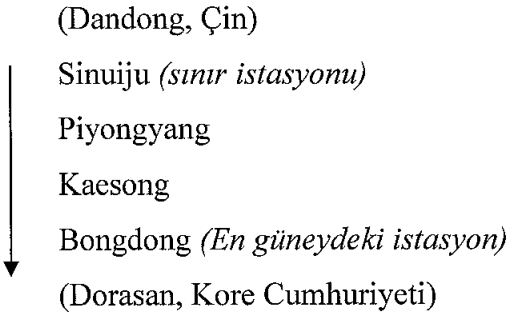 (Dandong, Çin)
Sinuiju (sınır istasyonu)
Piyongyang
Kaesong
Bongdong (En güneydeki istasyon)
(Dorasan, Kore Cumhuriyeti)